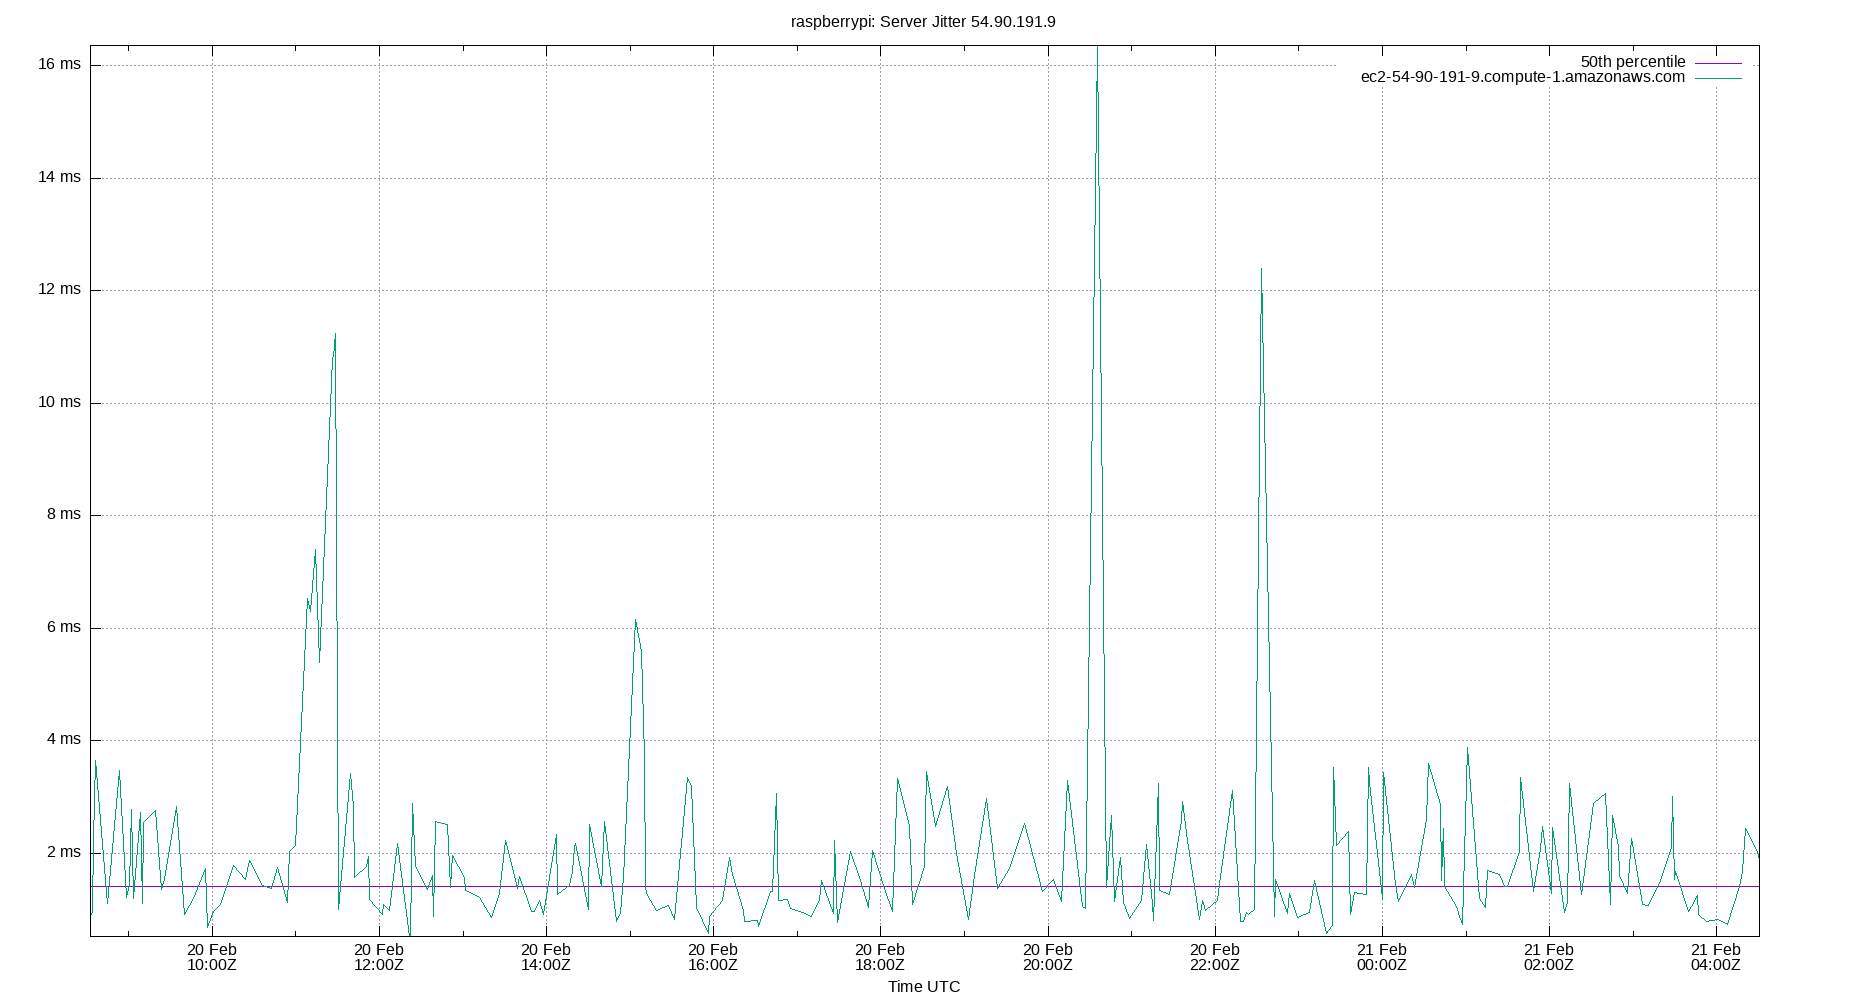 raspberrypi: Server Jitter 54.90.191.9
50th percentile
ec2-54-90-191-9.compute-1.amazonaws.com
16 ms
14 ms
12 ms
10 ms
8 ms
6 ms
4 ms
2 ms
20 Feb 20 Feb 20 Feb 20 Feb 20 Feb 20 Feb 20 Feb 21 Feb 21 Feb 21 Feb
10:00Z 12:00Z 14:00Z 16:00Z 18:00Z 20:00Z 22:00Z 00:00Z 02:00Z 04:00Z
Time UTC